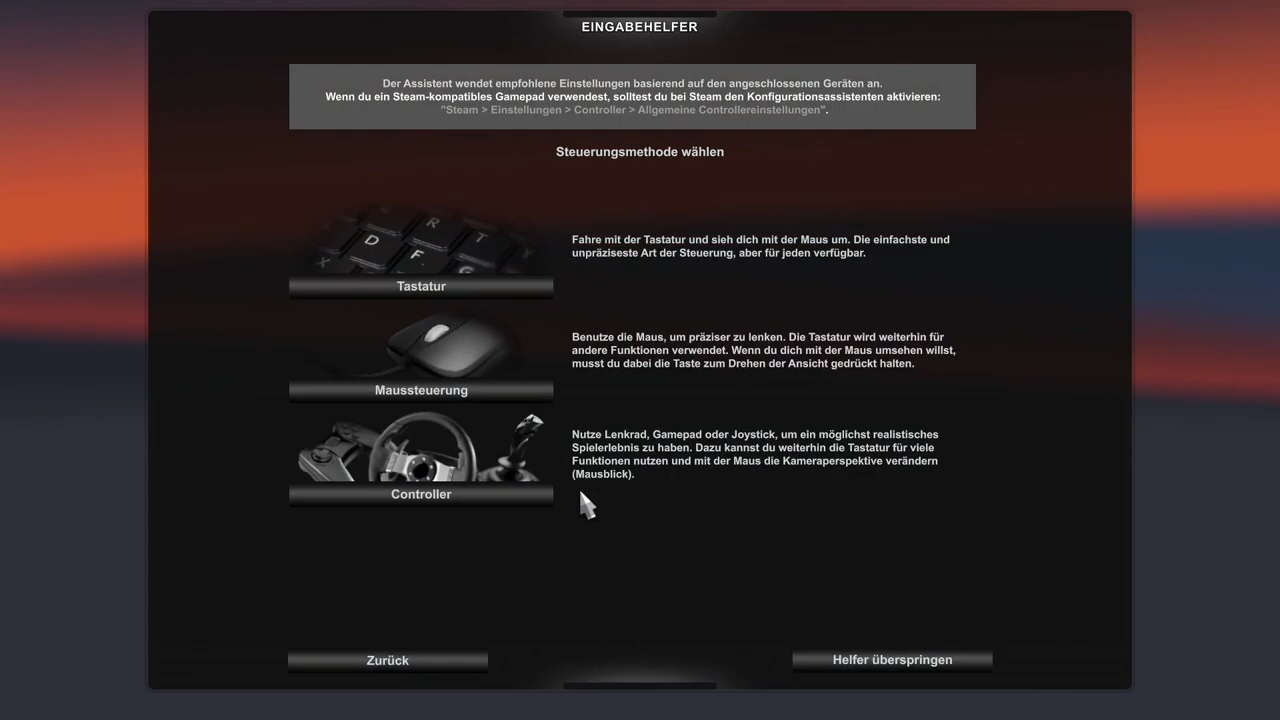 EINGABEHELFER
Der Assistent wendet empfohlene Einstellungen basierend auf den angeschlossenen Geräten an.
Wenn du ein Steam-kompatibles Gamepad verwendest, solltest du bei Steam den Konfigurationsassistenten aktivieren:
"Steam > Einstellungen > Controller > Allgemeine Controllereinstellungen".
Steuerungsmethode wählen
R
T
Y
D
F
G
X
Fahre mit der Tastatur und sieh dich mit der Maus um. Die einfachste und
unpräziseste Art der Steuerung, aber für jeden verfügbar.
Tastatur
Benutze die Maus, um präziser zu lenken. Die Tastatur wird weiterhin für
andere Funktionen verwendet. Wenn du dich mit der Maus umsehen willst,
musst du dabei die Taste zum Drehen der Ansicht gedrückt halten.
Maussteuerung
Nutze Lenkrad, Gamepad oder Joystick, um ein möglichst realistisches
Spielerlebnis zu haben. Dazu kannst du weiterhin die Tastatur für viele
Funktionen nutzen und mit der Maus die Kameraperspektive verändern
(Mausblick).
Controller
Zurück
Helfer überspringen